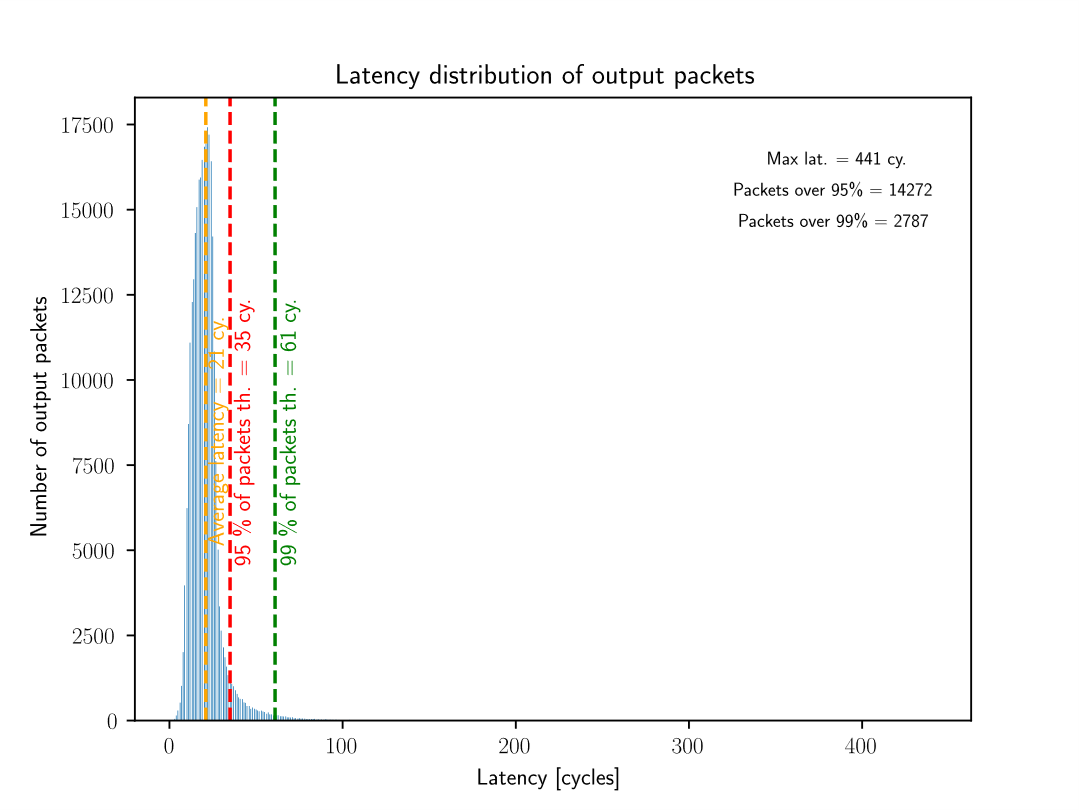 Latency distribution of output packets
Number of output packets
17500
15000
12500
10000
7500
5000
2500
0
Average latency = 21 cy.
95 % of packets th. = 35 cy.
99 % of packets th. = 61 cy.
Max lat. = 441 cy.
Packets over 95% = 14272
Packets over 99% = 2787
0 100 200 300 400
Latency [cycles]